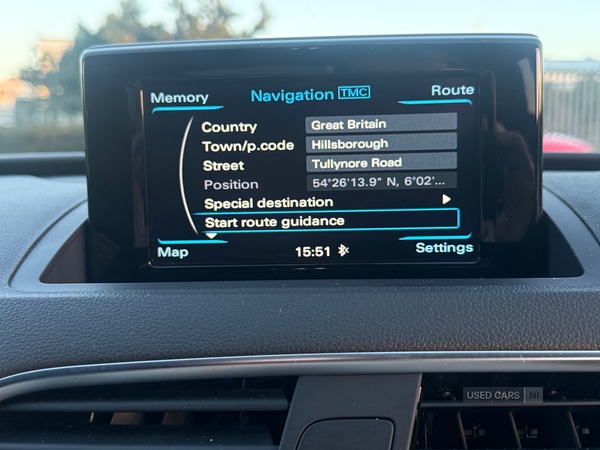 Memory Navigation TMC Route
Country Great Britain
Town/p.code Hillsborough
Street Tullynore Road
Position 54°26'13.9" N, 6°02'...
Special destination
Start route guidance
Map 15:51 Settings
USED CARS NI